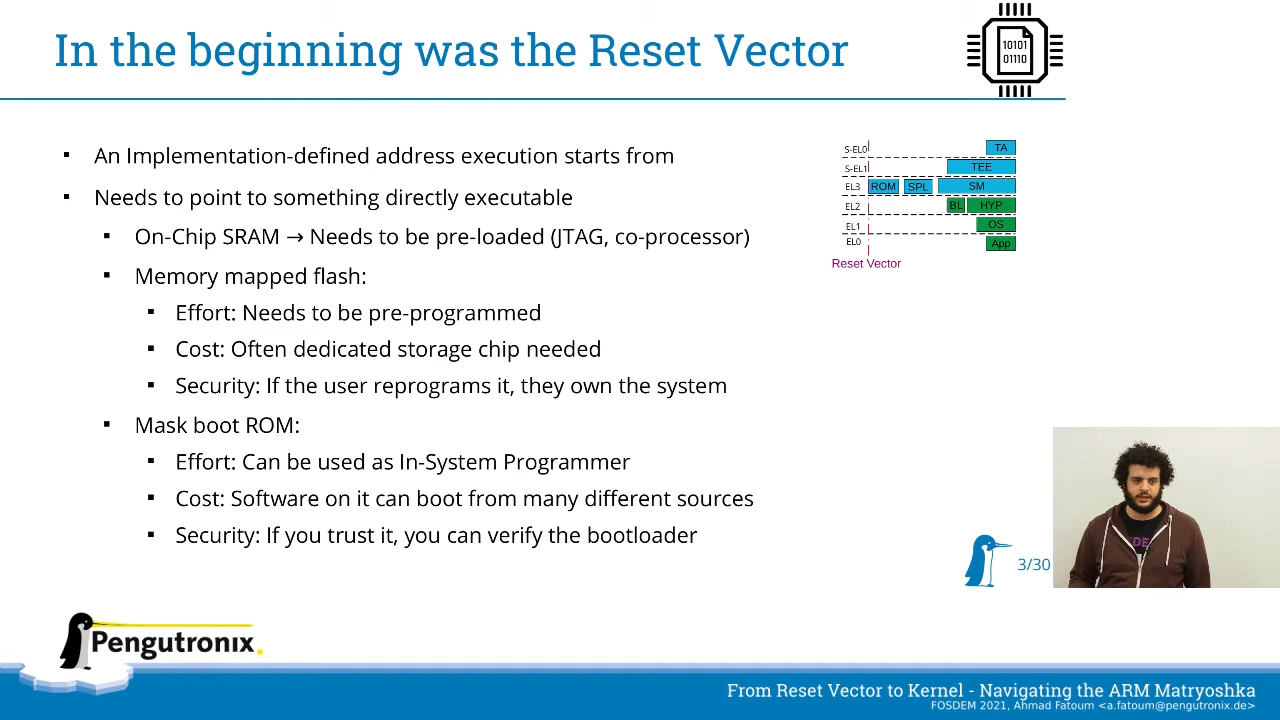 In the beginning was the Reset Vector
10101
01110
An Implementation-defined address execution starts from
Needs to point to something directly executable
On-Chip SRAM → Needs to be pre-loaded (JTAG, co-processor)
Memory mapped flash:
Effort: Needs to be pre-programmed
Cost: Often dedicated storage chip needed
Security: If the user reprograms it, they own the system
Mask boot ROM:
Effort: Can be used as In-System Programmer
Cost: Software on it can boot from many different sources
Security: If you trust it, you can verify the bootloader
S-EL0 TA
S-EL1 TEE
EL3 ROM SPL SM
EL2 BL HYP
EL1 OS
EL0 App
Reset Vector
3/30
Pengutronix
From Reset Vector to Kernel - Navigating the ARM Matryoshka
FOSDEM 2021, Ahmad Fatoum <a.fatoum@pengutronix.de>